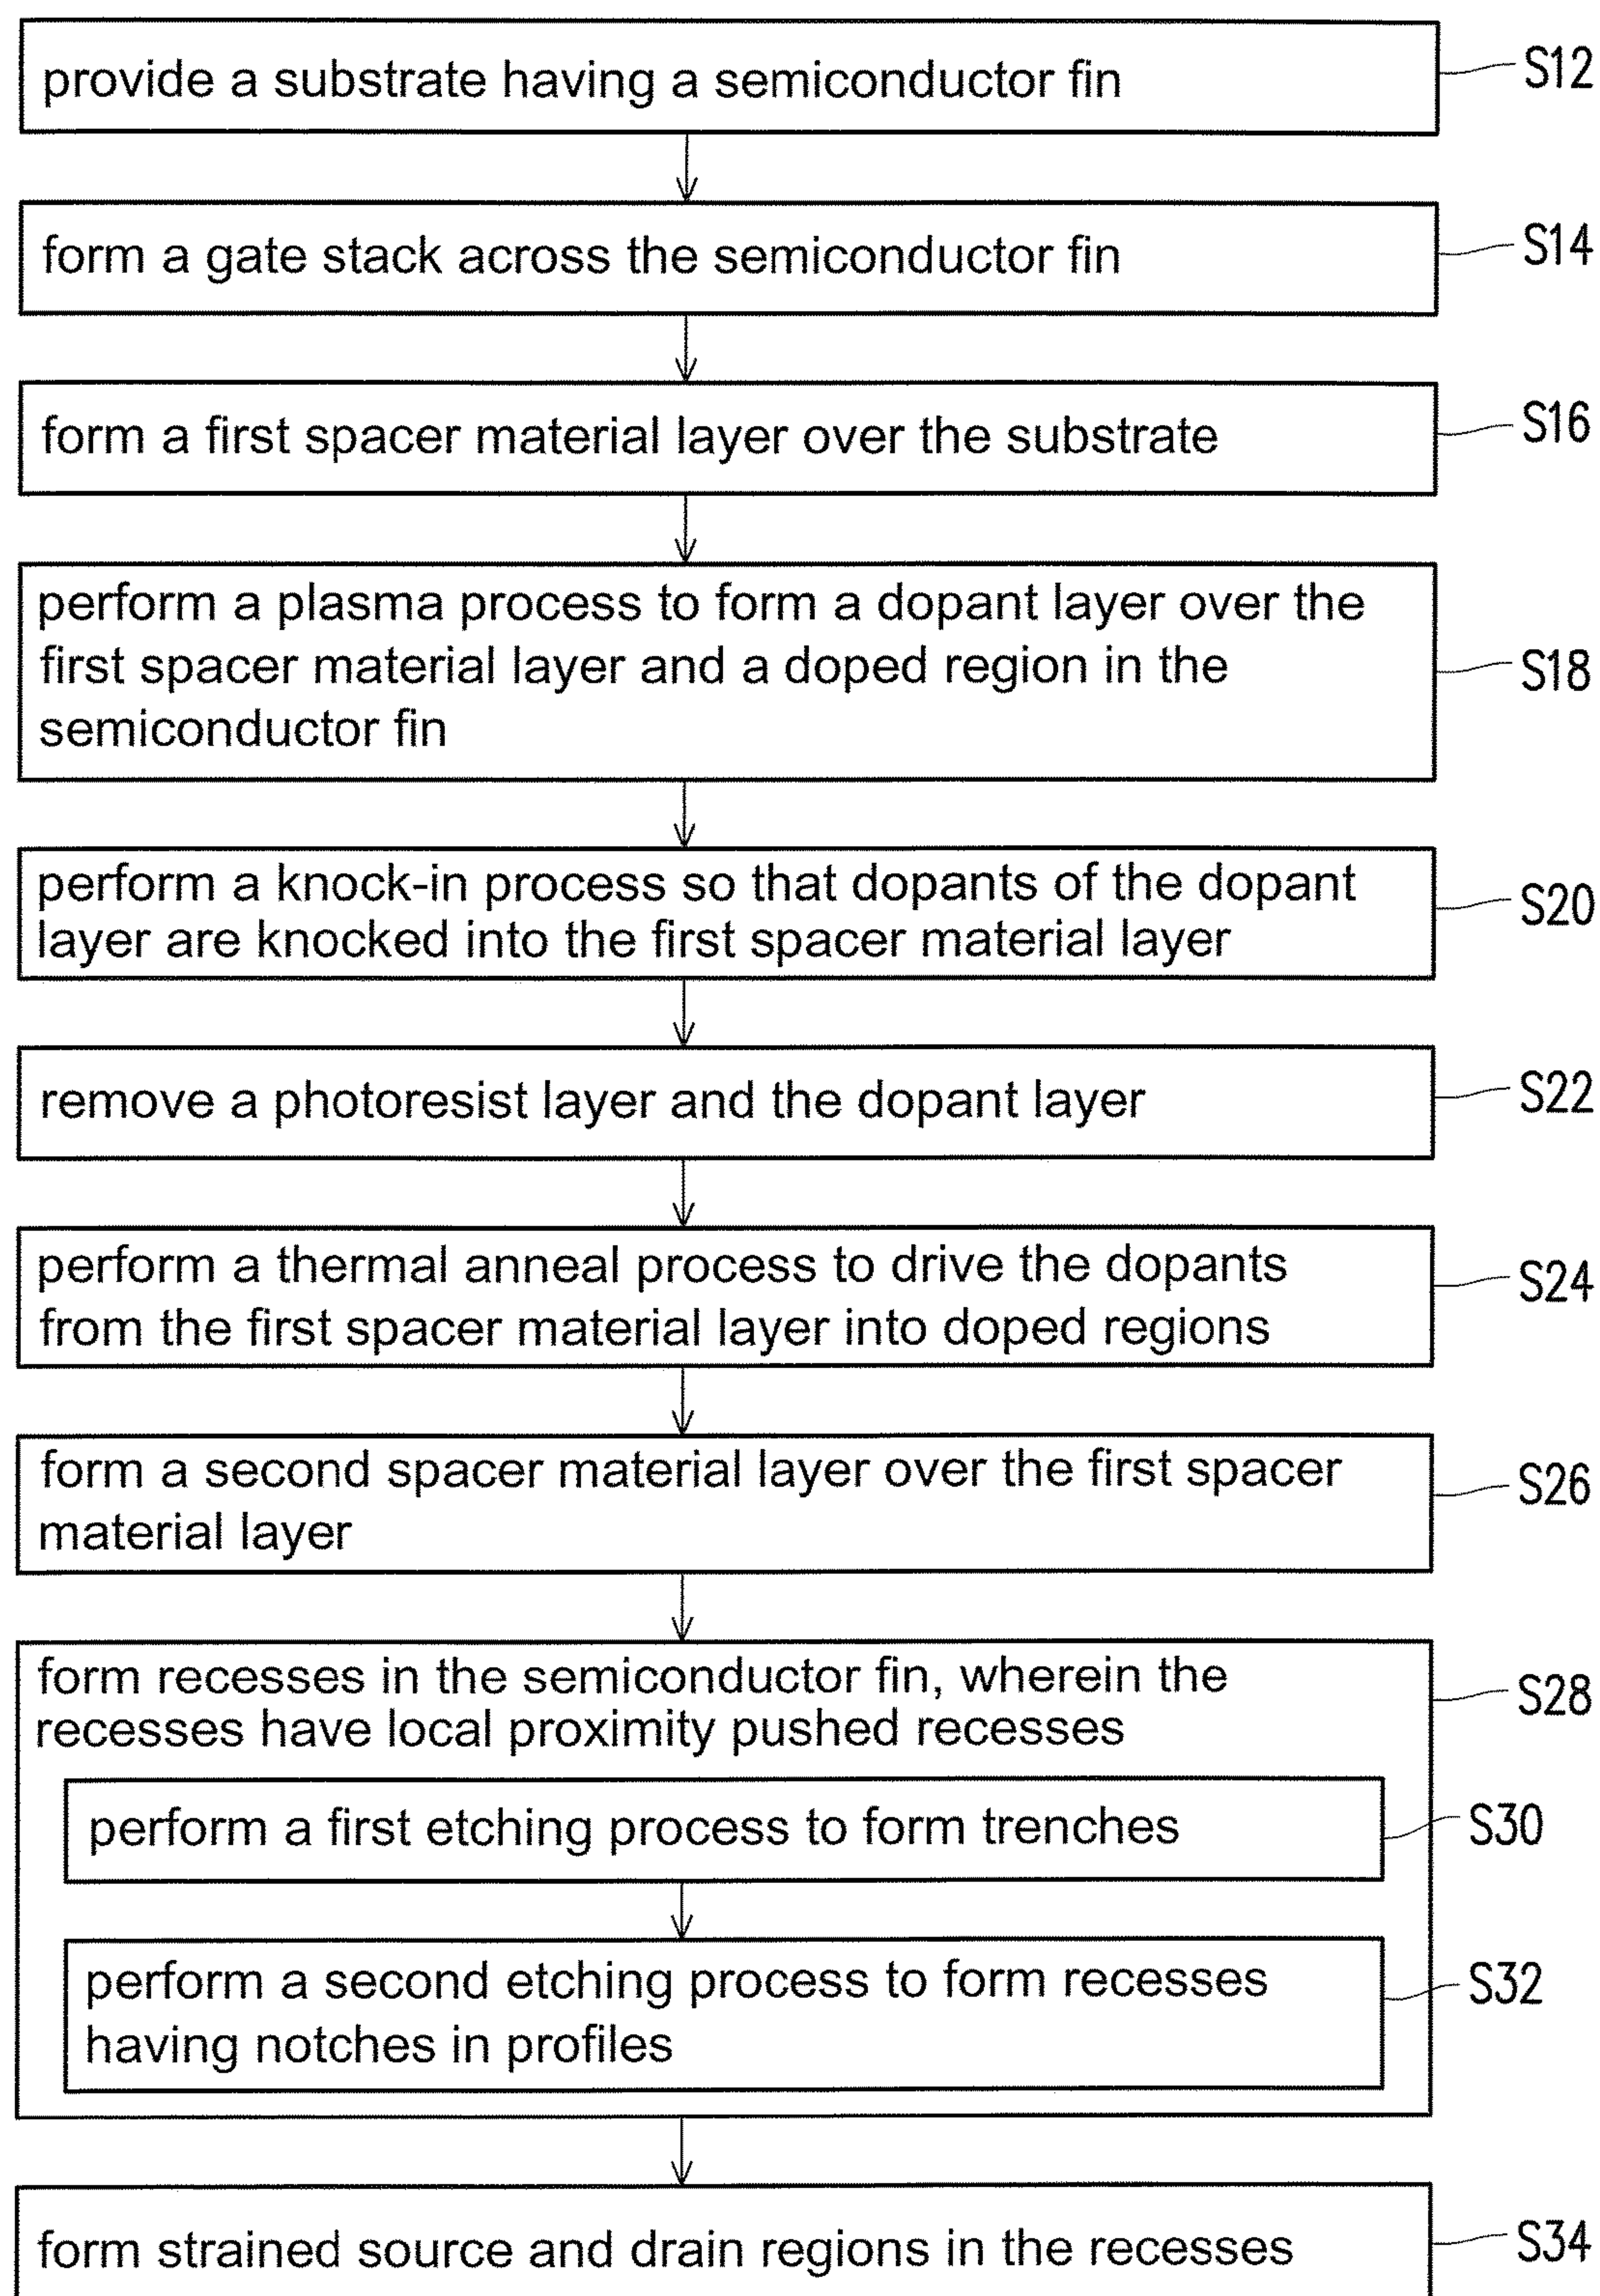 provide a substrate having a semiconductor fin
S12
form a gate stack across the semiconductor fin
S14
form a first spacer material layer over the substrate
S16
perform a plasma process to form a dopant layer over the
first spacer material layer and a doped region in the
semiconductor fin
S18
perform a knock-in process so that dopants of the dopant
layer are knocked into the first spacer material layer
S20
remove a photoresist layer and the dopant layer
S22
perform a thermal anneal process to drive the dopants
from the first spacer material layer into doped regions
S24
form a second spacer material layer over the first spacer
material layer
S26
form recesses in the semiconductor fin, wherein the
recesses have local proximity pushed recesses
S28
perform a first etching process to form trenches
S30
perform a second etching process to form recesses
having notches in profiles
S32
form strained source and drain regions in the recesses
S34